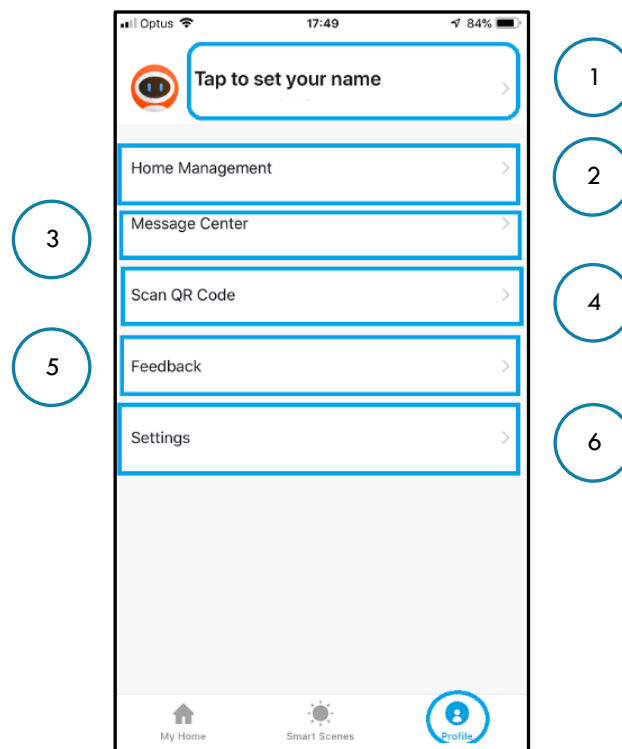 Optus 17:49 84%
Tap to set your name 1
Home Management 2
3 Message Center
Scan QR Code 4
5 Feedback
Settings 6
My Home Smart Scenes Profile